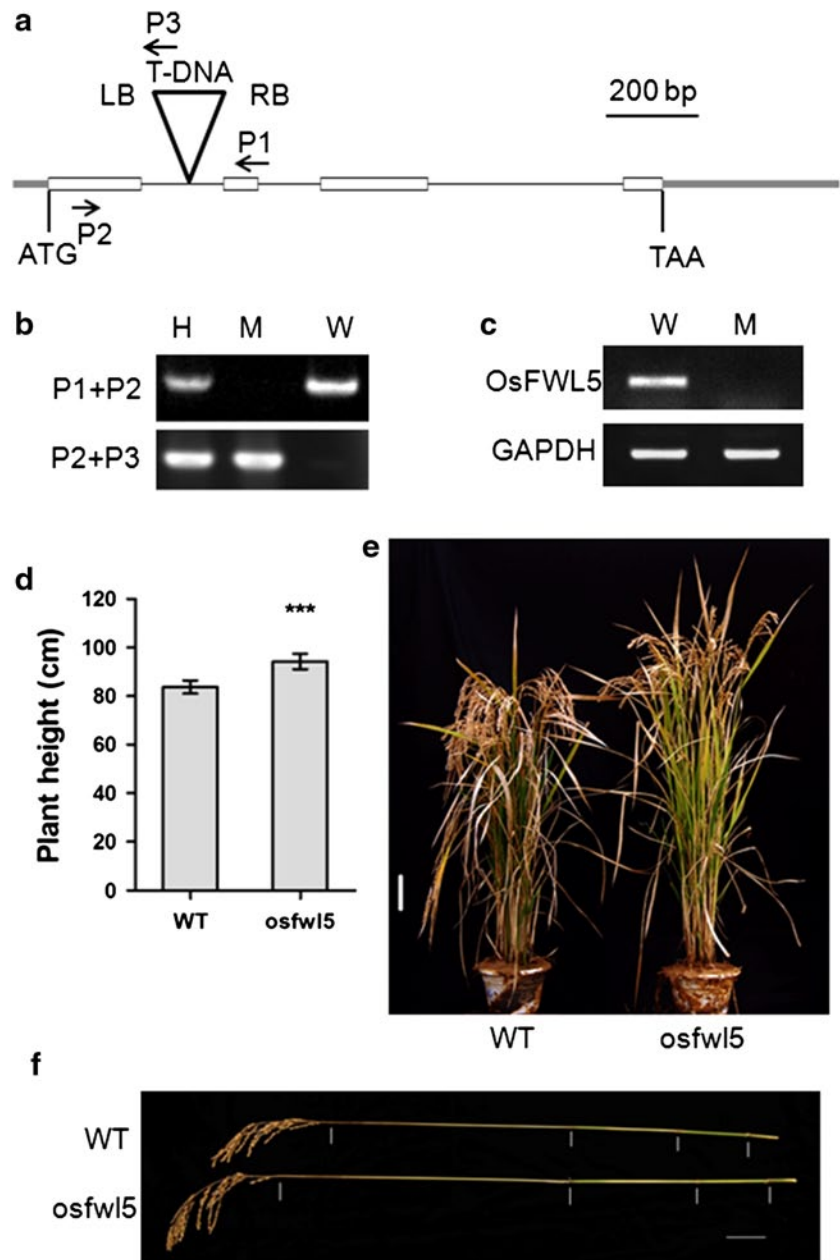 a
P3
T-DNA
LB RB
200 bp
P1
P2
ATG
TAA
b
H M W
P1+P2
P2+P3
c
W M
OsFWL5
GAPDH
d
120
100
80
60
40
20
0
Plant height (cm)
***
WT osfwl5
e
WT osfwl5
f
WT
osfwl5